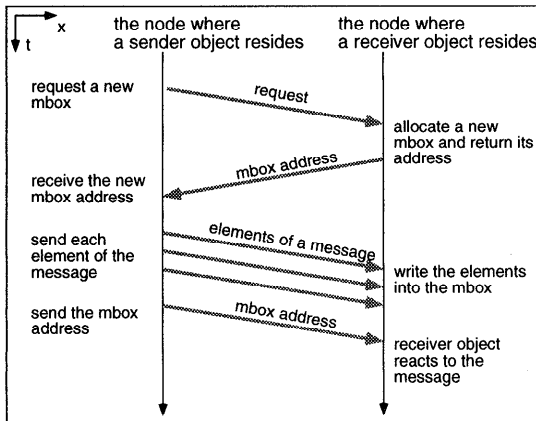 x
t
the node where
a sender object resides
the node where
a receiver object resides
request a new
mbox
request
allocate a new
mbox and return its
address
mbox address
receive the new
mbox address
elements of a message
send each
element of the
message
write the elements
into the mbox
mbox address
send the mbox
address
receiver object
reacts to the
message